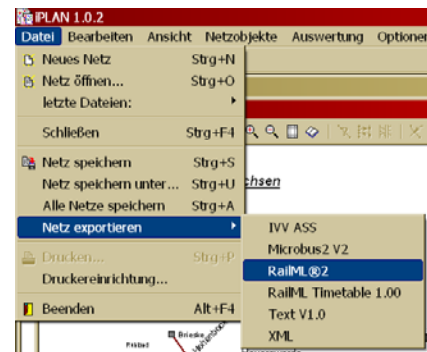 iPLAN 1.0.2
Datei Bearbeiten Ansicht Netzobjekte Auswertung Optionen
Neues Netz Strg+N
Netz öffnen... Strg+O
letzte Dateien:
Schließen Strg+F4
Netz speichern Strg+S
Netz speichern unter... Strg+U
chsen
Alle Netze speichern Strg+A
Netz exportieren
IVV ASS
Microbus2 V2
Drucken... Strg+P
RailML®2
Druckereinrichtung...
RailML Timetable 1.00
Text V1.0
Beenden Alt+F4
XML
Brieske